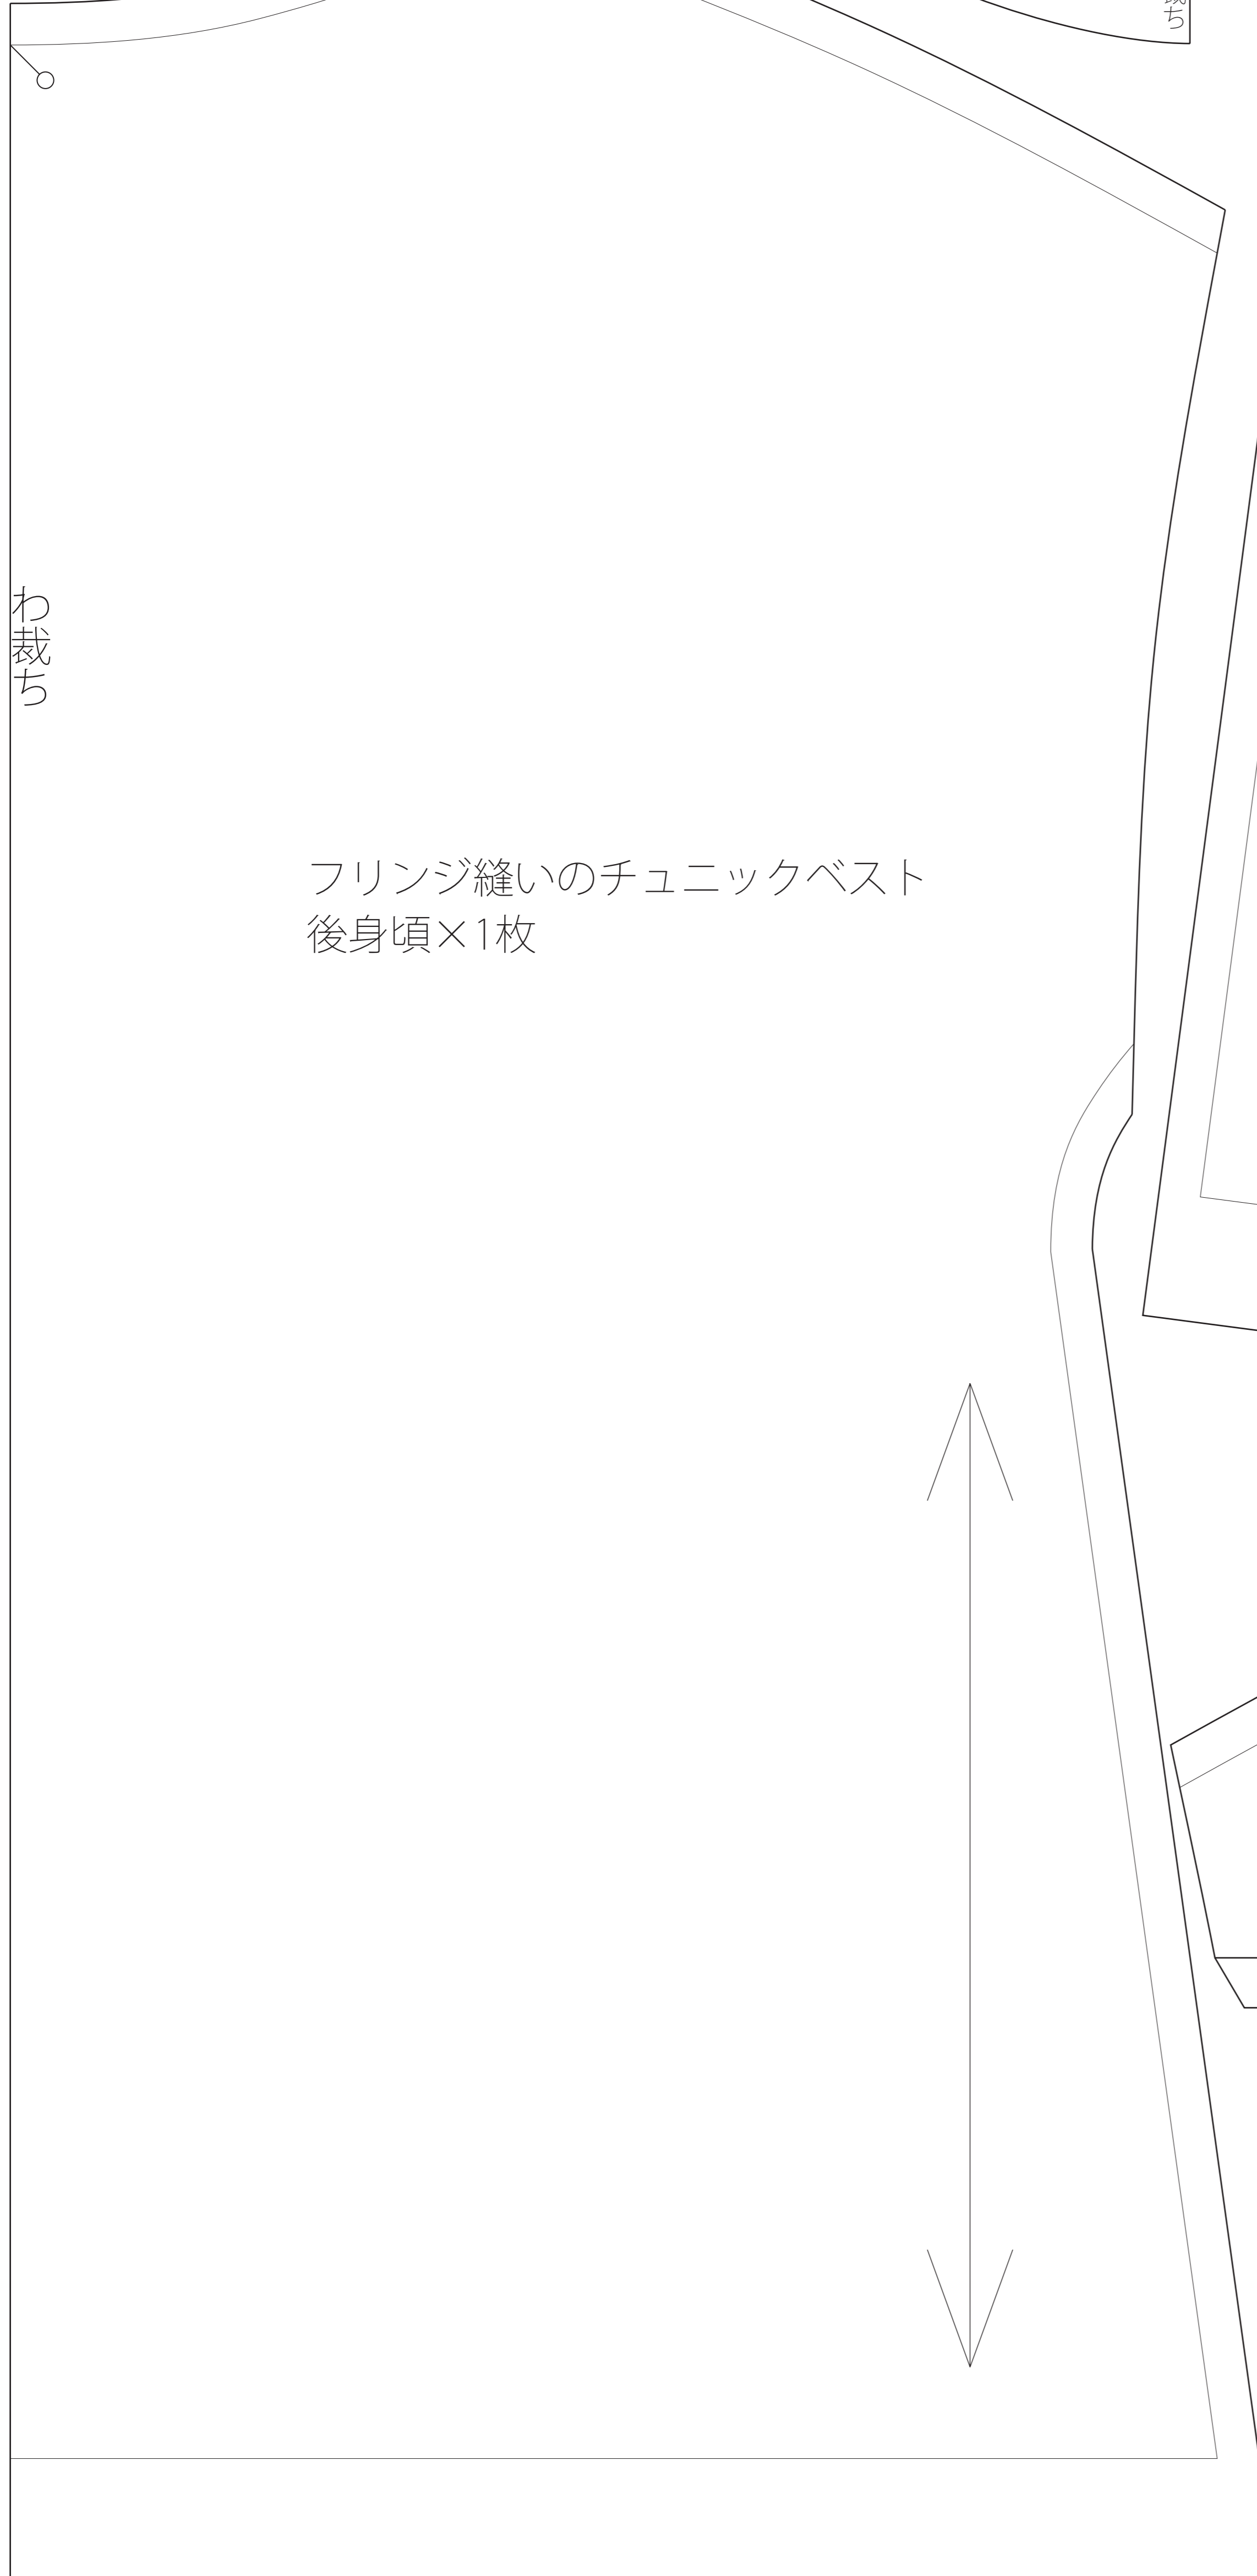 わ裁ち
フリンジ縫いのチュニックベスト
後身頃×1枚